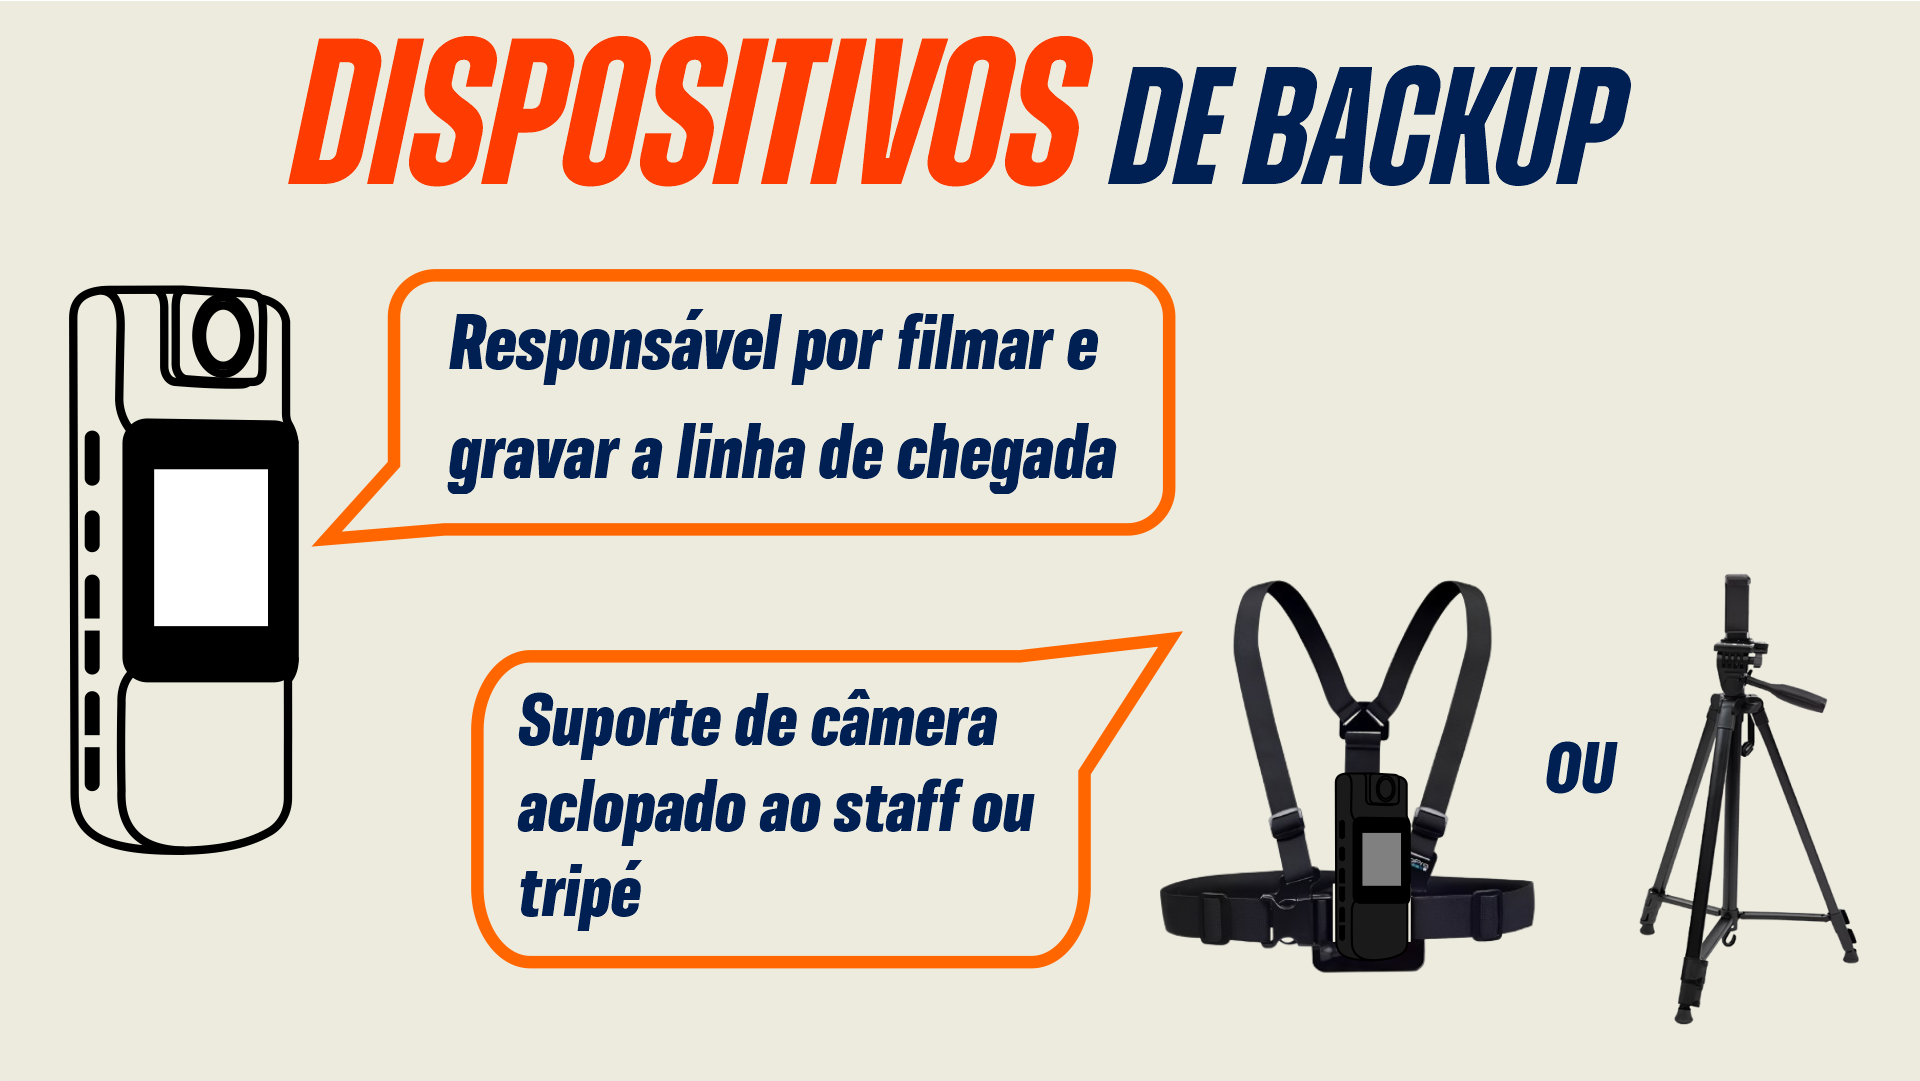 DISPOSITIVOS DE BACKUP
Responsável por filmar e
gravar a linha de chegada
Suporte de câmera
aclopado ao staff ou
tripé
OU